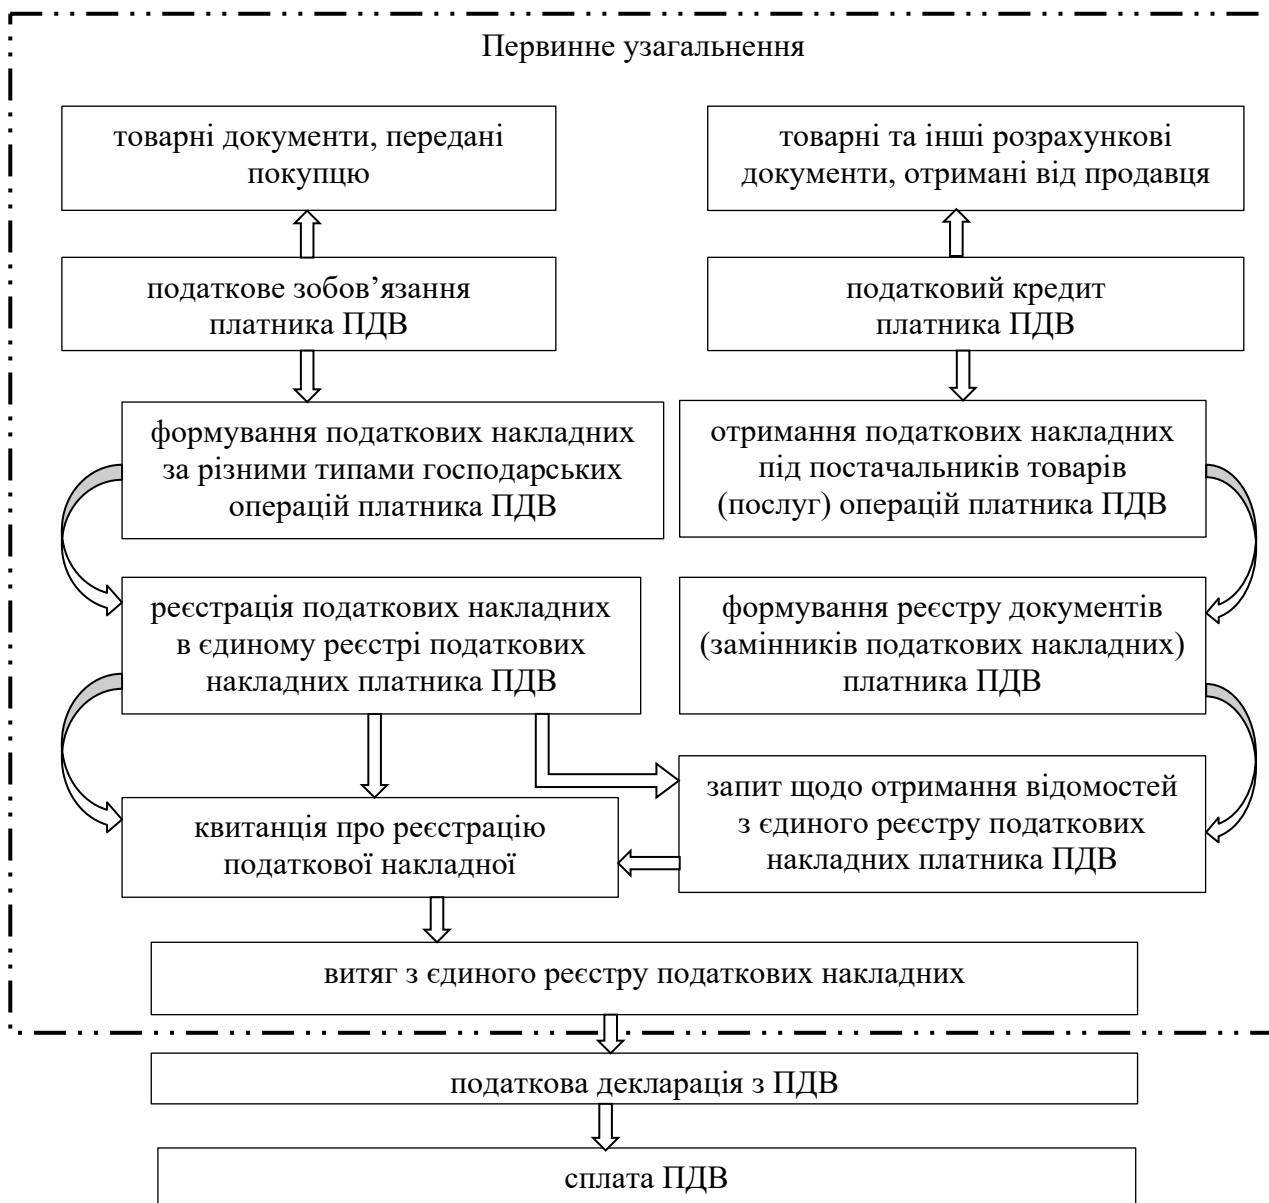 Первинне узагальнення
товарні документи, передані
покупцю
товарні та інші розрахункові
документи, отримані від продавця
податкове зобов’язання
платника ПДВ
податковий кредит
платника ПДВ
формування податкових накладних
за різними типами господарських
операцій платника ПДВ
отримання податкових накладних
під постачальників товарів
(послуг) операцій платника ПДВ
реєстрація податкових накладних
в єдиному реєстрі податкових
накладних платника ПДВ
формування реєстру документів
(замінників податкових накладних)
платника ПДВ
запит щодо отримання відомостей
з єдиного реєстру податкових
накладних платника ПДВ
квитанція про реєстрацію
податкової накладної
витяг з єдиного реєстру податкових накладних
податкова декларація з ПДВ
сплата ПДВ